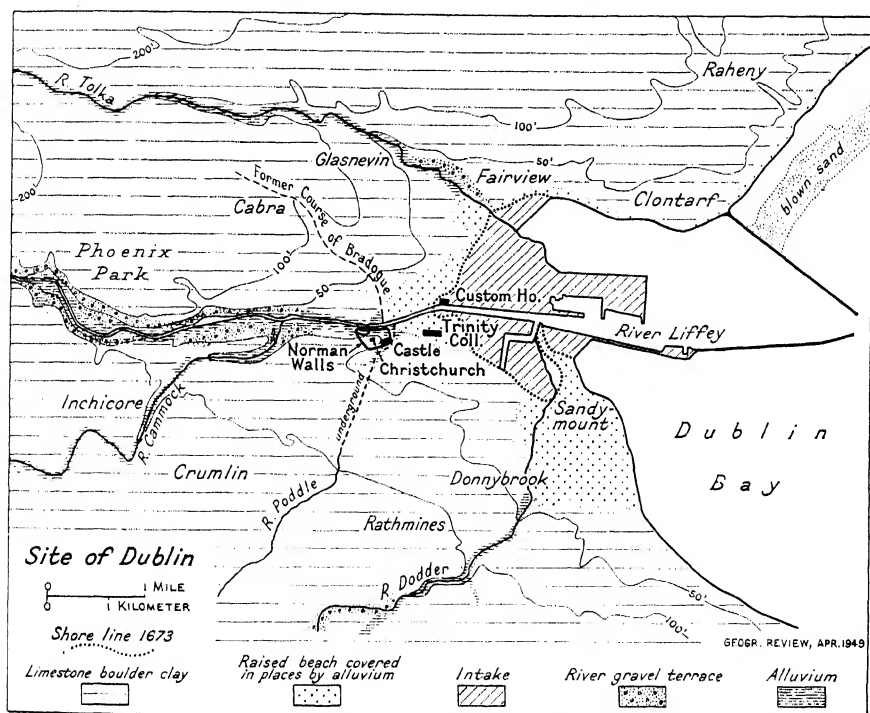 200'
R. Tolka
Raheny
100'
Glasnevin
50'
Fairview
blown sand
Former Course of Bradogue
Clontarf
Cabra
200'
Phoenix
Park
100'
50'
Custom Ho.
Trinity
Coll.
River Liffey
Norman
Walls
Castle
Christchurch
underground
Inchicore
R. Cammock
Sandy-
mount
Dublin
Bay
Crumlin
Donnybrook
R. Poddle
Rathmines
R. Dodder
Site of Dublin
1 MILE
1 KILOMETER
50'
100'
Shore line 1673
GEOGR. REVIEW, APR. 1949
Limestone boulder clay
Raised beach covered
in places by alluvium
Intake
River gravel terrace
Alluvium